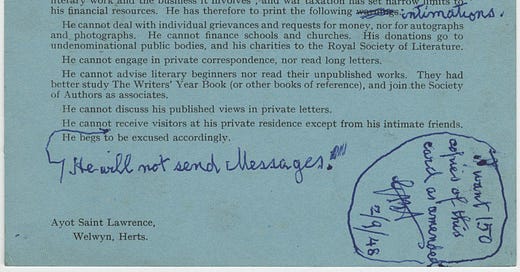 literary work and the business it involves; and war taxation has set narrow limits to
his financial resources. He has therefore to print the following intimations.
He cannot deal with individual grievances and requests for money, nor for autographs
and photographs. He cannot finance schools and churches. His donations go to
undenominational public bodies, and his charities to the Royal Society of Literature.
He cannot engage in private correspondence, nor read long letters.
He cannot advise literary beginners nor read their unpublished works. They had
better study The Writers' Year Book (or other books of reference), and join the Society
of Authors as associates.
He cannot discuss his published views in private letters.
He cannot receive visitors at his private residence except from his intimate friends.
He begs to be excused accordingly.
He will not send Messages.
Ayot Saint Lawrence,
Welwyn, Herts.
I want 150
copies of this
card as amended
2/9/48